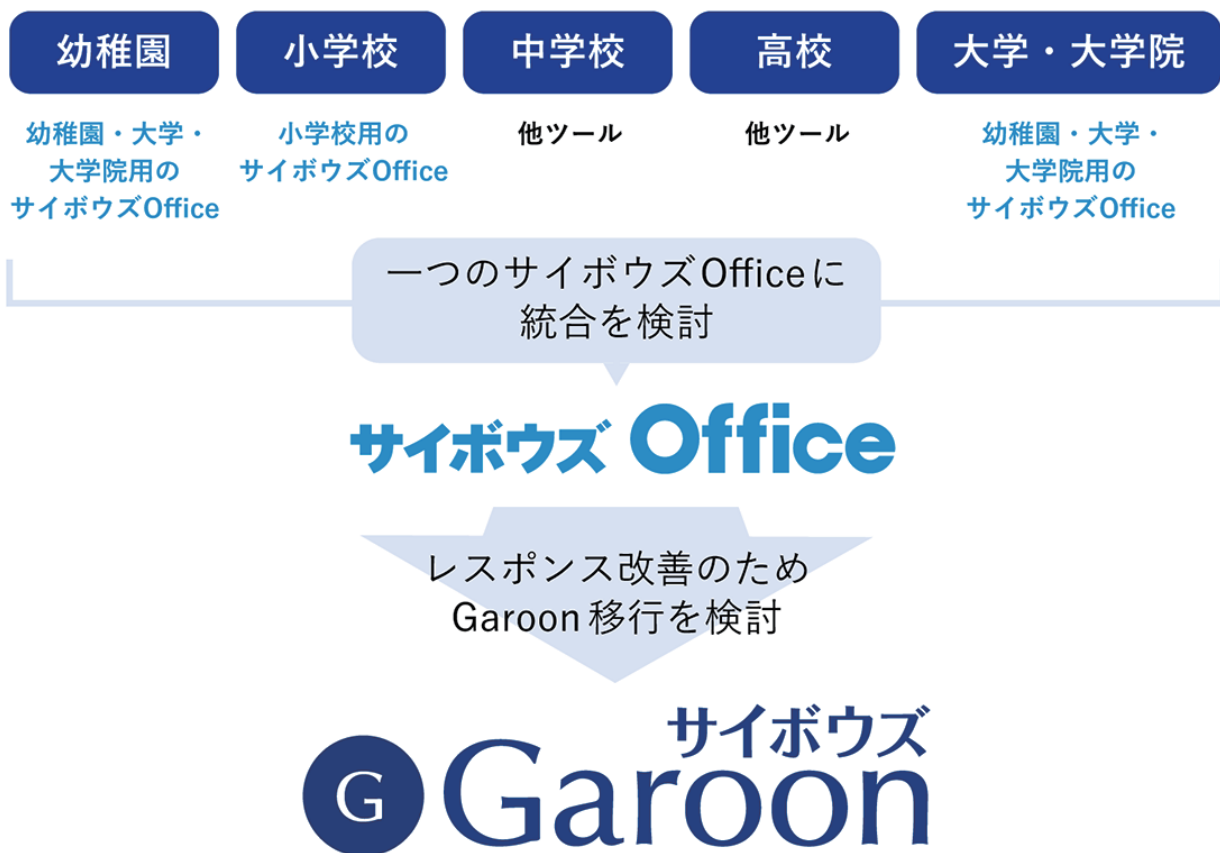 幼稚園
小学校
中学校
高校
大学・大学院
幼稚園・大学・
大学院用の
サイボウズOffice
小学校用の
サイボウズOffice
他ツール
他ツール
幼稚園・大学・
大学院用の
サイボウズOffice
一つのサイボウズOfficeに
統合を検討
サイボウズ Office
レスポンス改善のため
Garoon移行を検討
サイボウズ
G Garoon